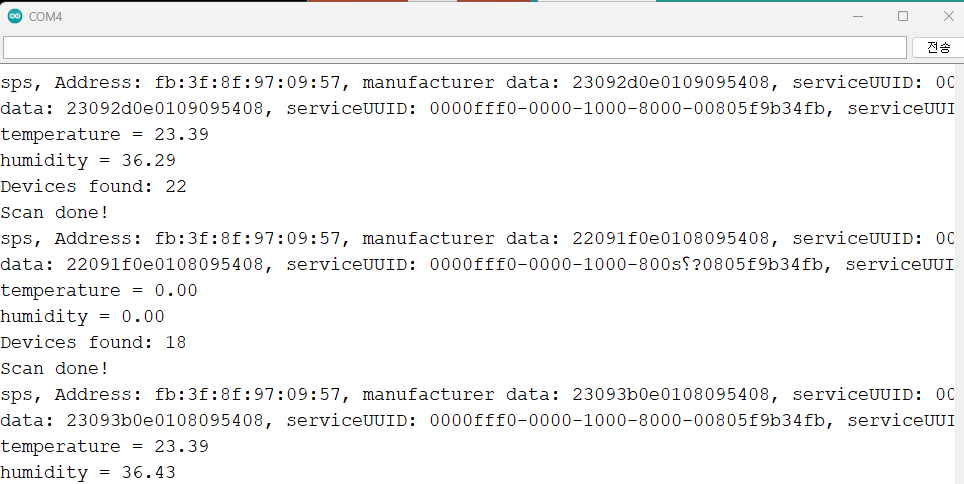 COM4
전송
sps, Address: fb:3f:8f:97:09:57, manufacturer data: 23092d0e0109095408, serviceUUID: 00
data: 23092d0e0109095408, serviceUUID: 0000fff0-0000-1000-8000-00805f9b34fb, serviceUUI
temperature = 23.39
humidity = 36.29
Devices found: 22
Scan done!
sps, Address: fb:3f:8f:97:09:57, manufacturer data: 22091f0e0108095408, serviceUUID: 00
data: 22091f0e0108095408, serviceUUID: 0000fff0-0000-1000-800s⸮?0805f9b34fb, serviceUUI
temperature = 0.00
humidity = 0.00
Devices found: 18
Scan done!
sps, Address: fb:3f:8f:97:09:57, manufacturer data: 23093b0e0108095408, serviceUUID: 00
data: 23093b0e0108095408, serviceUUID: 0000fff0-0000-1000-8000-00805f9b34fb, serviceUUI
temperature = 23.39
humidity = 36.43